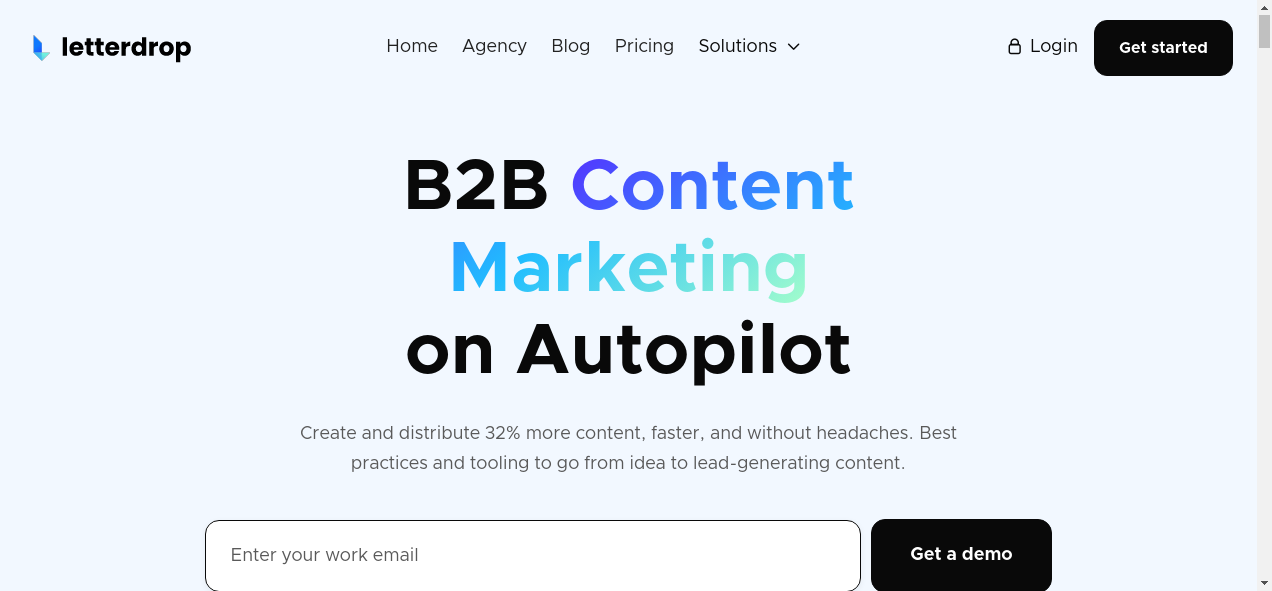 letterdrop
Home Agency Blog Pricing Solutions
Login
Get started
B2B Content
Marketing
on Autopilot
Create and distribute 32% more content, faster, and without headaches. Best
practices and tooling to go from idea to lead-generating content.
Enter your work email
Get a demo